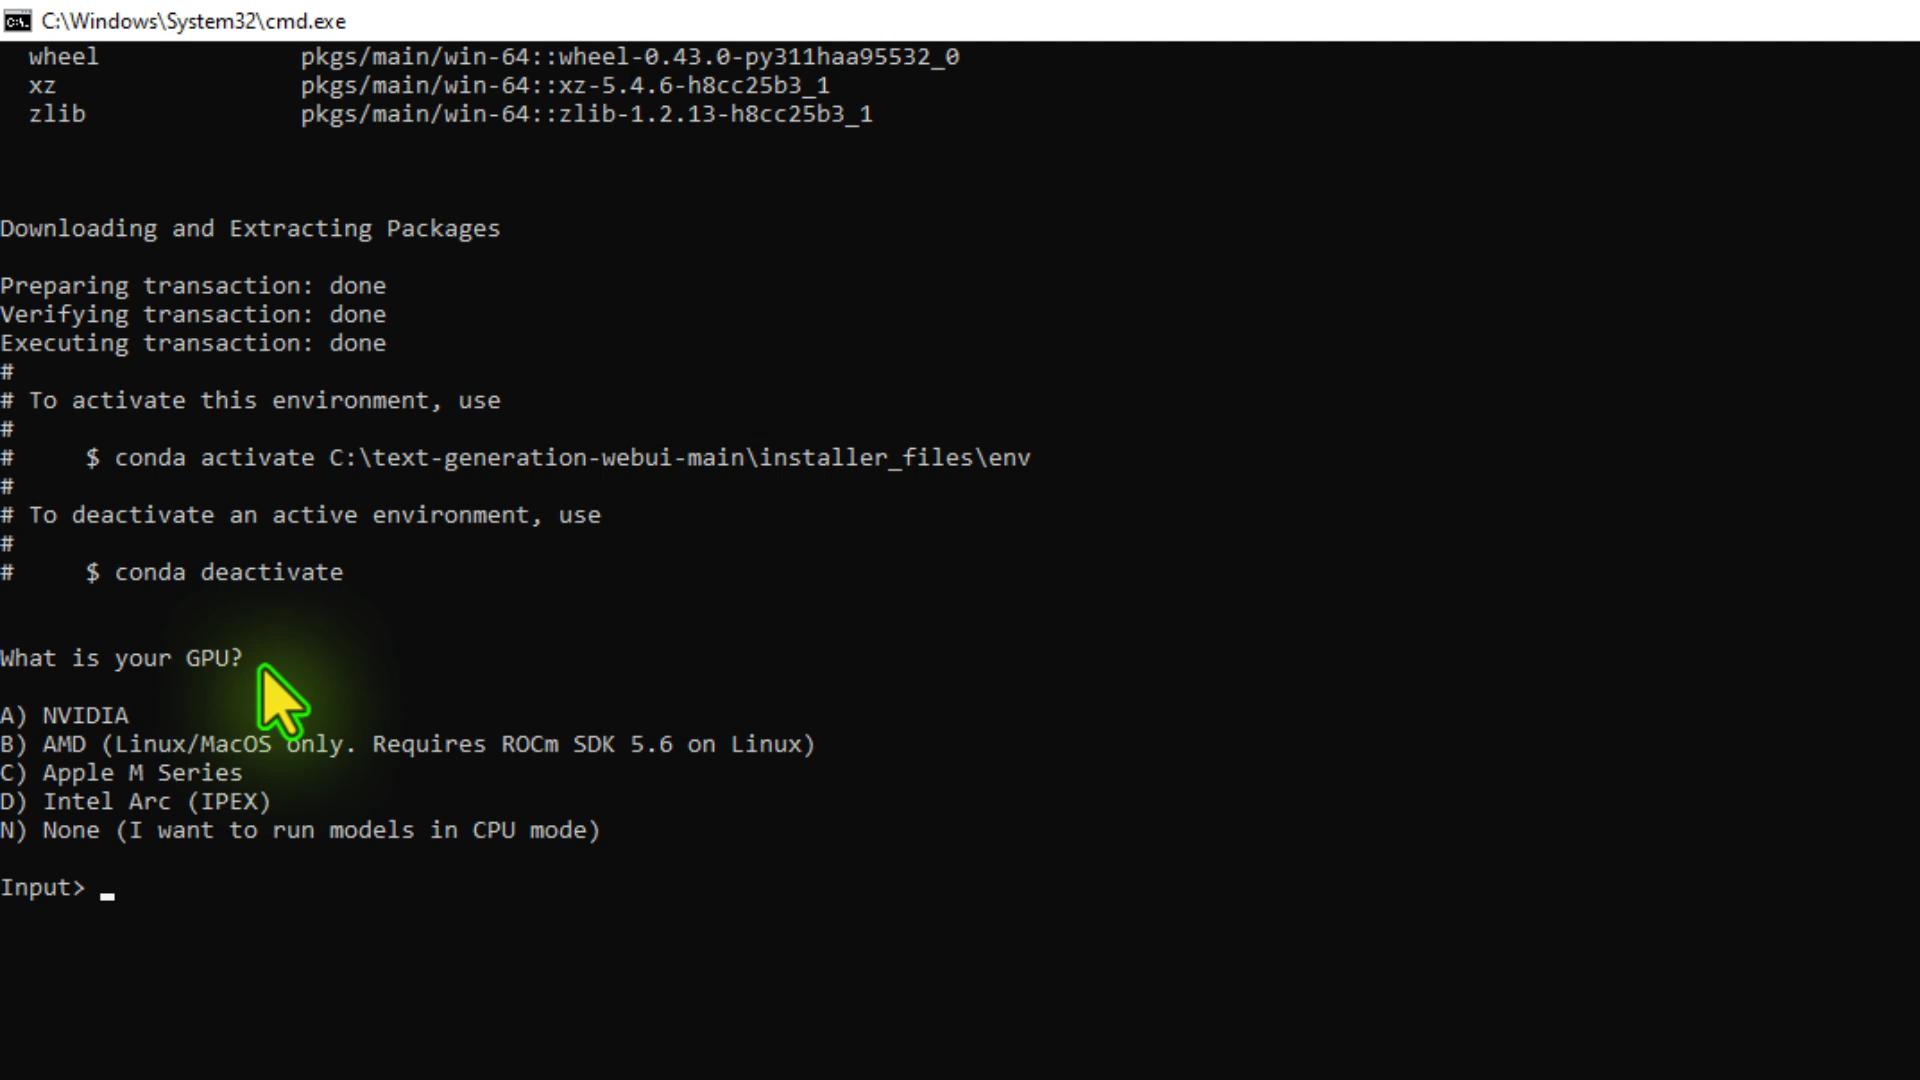 C:\Windows\System32\cmd.exe
wheel pkgs/main/win-64::wheel-0.43.0-py311haa95532_0
xz pkgs/main/win-64::xz-5.4.6-h8cc25b3_1
zlib pkgs/main/win-64::zlib-1.2.13-h8cc25b3_1
Downloading and Extracting Packages
Preparing transaction: done
Verifying transaction: done
Executing transaction: done
#
# To activate this environment, use
#
# $ conda activate C:\text-generation-webui-main\installer_files\env
#
# To deactivate an active environment, use
#
# $ conda deactivate
What is your GPU?
A) NVIDIA
B) AMD (Linux/MacOS only. Requires ROCm SDK 5.6 on Linux)
C) Apple M Series
D) Intel Arc (IPEX)
N) None (I want to run models in CPU mode)
Input> _